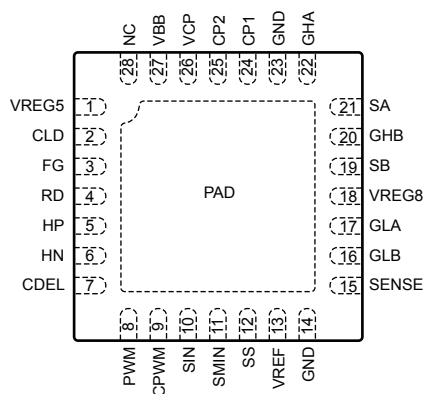 NC
VBB
VCP
CP2
CP1
GND
GHA
28
27
26
25
24
23
22
VREG5 1
CLD 2
FG 3
RD 4
HP 5
HN 6
CDEL 7
PAD
21 SA
20 GHB
19 SB
18 VREG8
17 GLA
16 GLB
15 SENSE
8
9
10
11
12
13
14
PWM
CPWM
SIN
SMIN
SS
VREF
GND